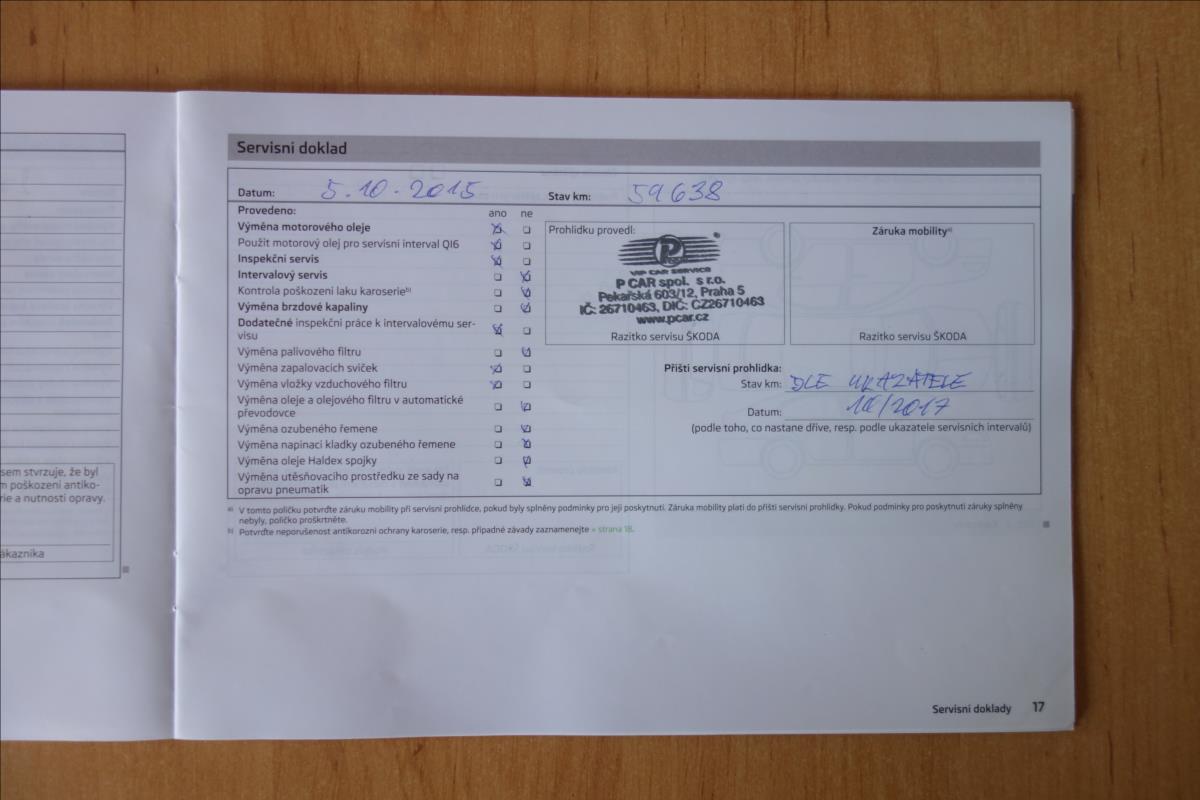 Servisní doklad
Datum: 5.10.2015 Stav km: 59638
Provedeno: ano ne
Výměna motorového oleje
Použit motorový olej pro servisní interval QI6
Inspekční servis
Intervalový servis
Kontrola poškození laku karoserie b)
Výměna brzdové kapaliny
Dodatečné inspekční práce k intervalovému ser-
visu
Výměna palivového filtru
Výměna zapalovacích svíček
Výměna vložky vzduchového filtru
Výměna oleje a olejového filtru v automatické
převodovce
Výměna ozubeného řemene
Výměna napínací kladky ozubeného řemene
Výměna oleje Haldex spojky
Výměna utěsňovacího prostředku ze sady na
opravu pneumatik
Prohlídku provedl:
P
VIP CAR SERVICE
P CAR spol. s r.o.
Pekařská 603/12, Praha 5
IČ: 26710463, DIČ: CZ26710463
www.pcar.cz
Razítko servisu ŠKODA
Záruka mobility a)
Razítko servisu ŠKODA
Příští servisní prohlídka:
Stav km: DLE UKAZATELE
Datum: 10/2017
(podle toho, co nastane dříve, resp. podle ukazatele servisních intervalů)
a) V tomto políčku potvrďte záruku mobility při servisní prohlídce, pokud byly splněny podmínky pro její poskytnutí. Záruka mobility platí do příští servisní prohlídky. Pokud podmínky pro poskytnutí záruky splněny
nebyly, políčko proškrtněte.
b) Potvrďte neporušenost antikorozní ochrany karoserie, resp. případné závady zaznamenejte » strana 18.
sem stvrzuje, že byl
m poškození antiko-
rie a nutnosti opravy.
ákazníka
Servisní doklady 17